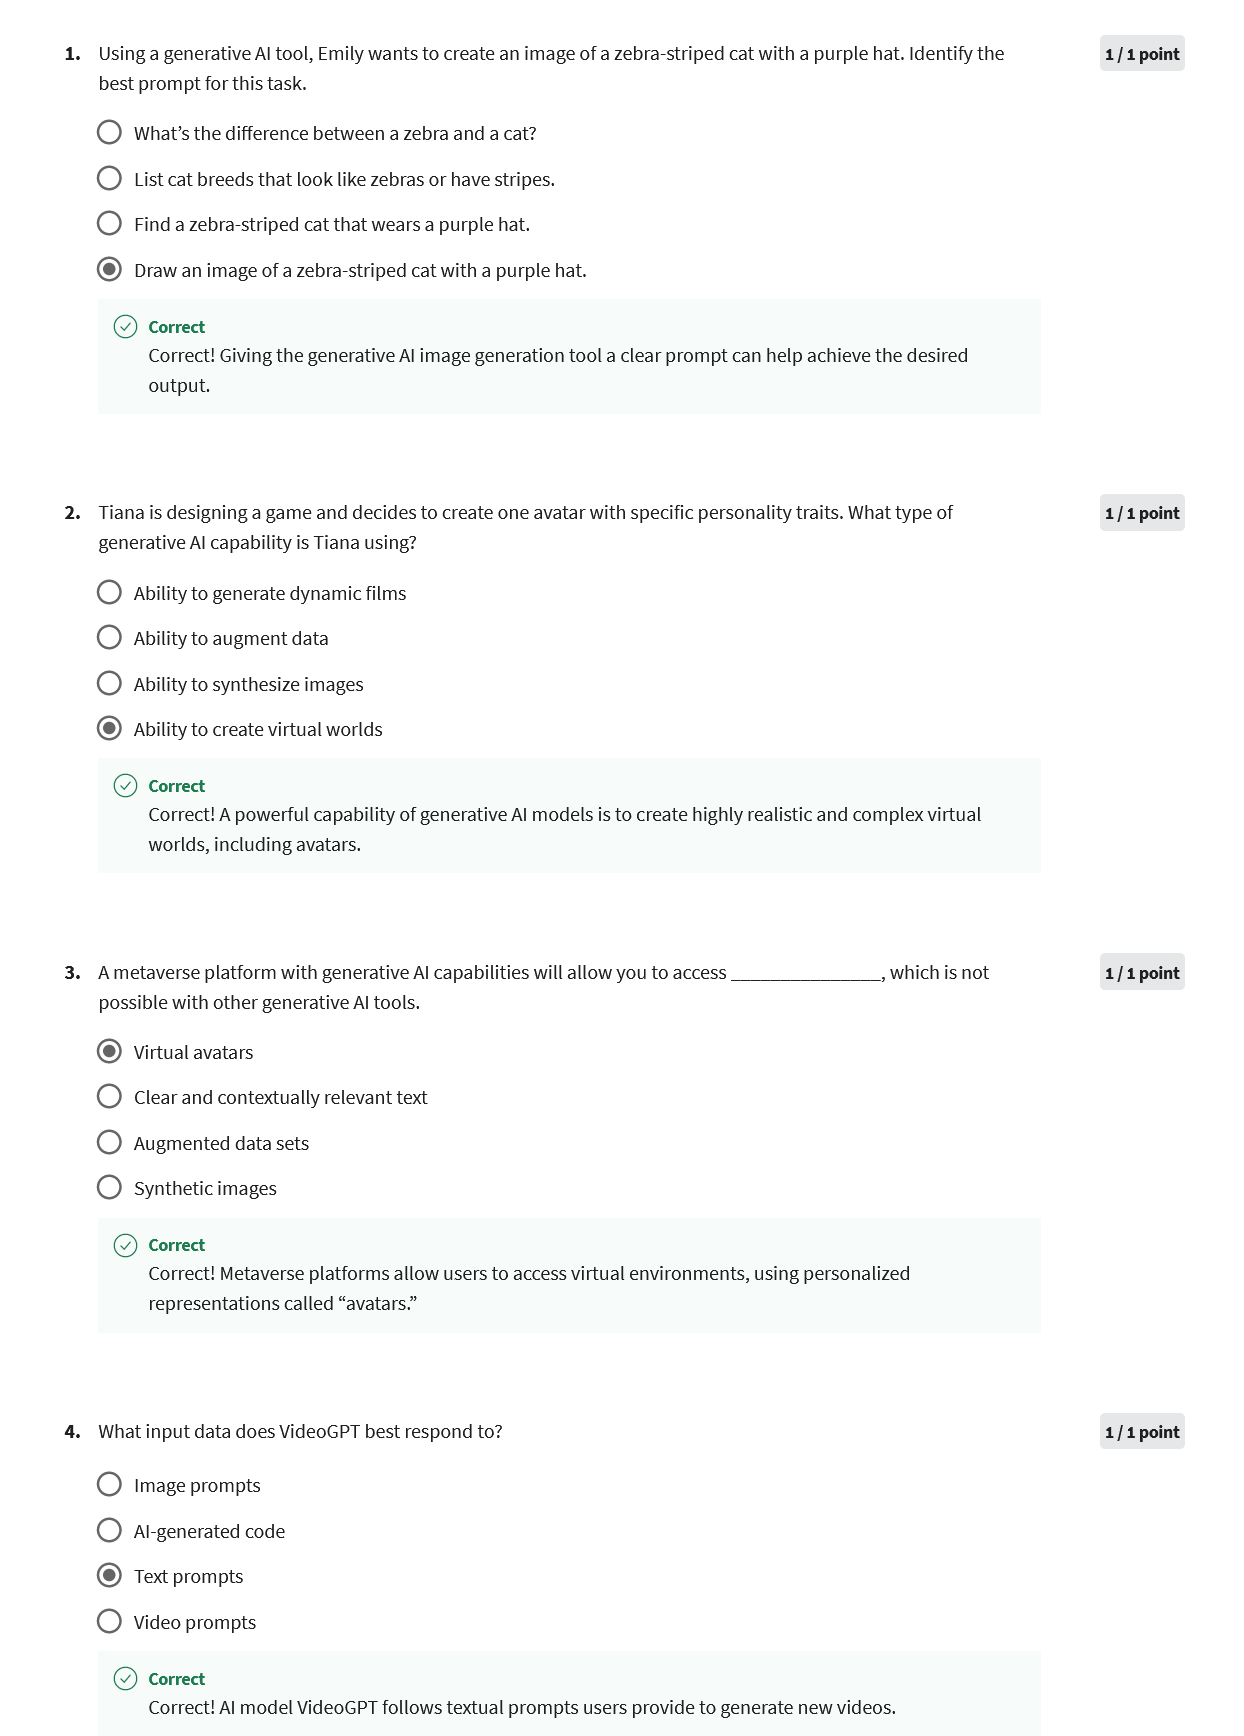 1. Using a generative AI tool, Emily wants to create an image of a zebra-striped cat with a purple hat. Identify the
1 / 1 point
best prompt for this task.
What’s the difference between a zebra and a cat?
List cat breeds that look like zebras or have stripes.
Find a zebra-striped cat that wears a purple hat.
Draw an image of a zebra-striped cat with a purple hat.
Correct
Correct! Giving the generative AI image generation tool a clear prompt can help achieve the desired
output.
2. Tiana is designing a game and decides to create one avatar with specific personality traits. What type of
1 / 1 point
generative AI capability is Tiana using?
Ability to generate dynamic films
Ability to augment data
Ability to synthesize images
Ability to create virtual worlds
Correct
Correct! A powerful capability of generative AI models is to create highly realistic and complex virtual
worlds, including avatars.
3. A metaverse platform with generative AI capabilities will allow you to access _______________, which is not
1 / 1 point
possible with other generative AI tools.
Virtual avatars
Clear and contextually relevant text
Augmented data sets
Synthetic images
Correct
Correct! Metaverse platforms allow users to access virtual environments, using personalized
representations called “avatars.”
4. What input data does VideoGPT best respond to?
1 / 1 point
Image prompts
AI-generated code
Text prompts
Video prompts
Correct
Correct! AI model VideoGPT follows textual prompts users provide to generate new videos.